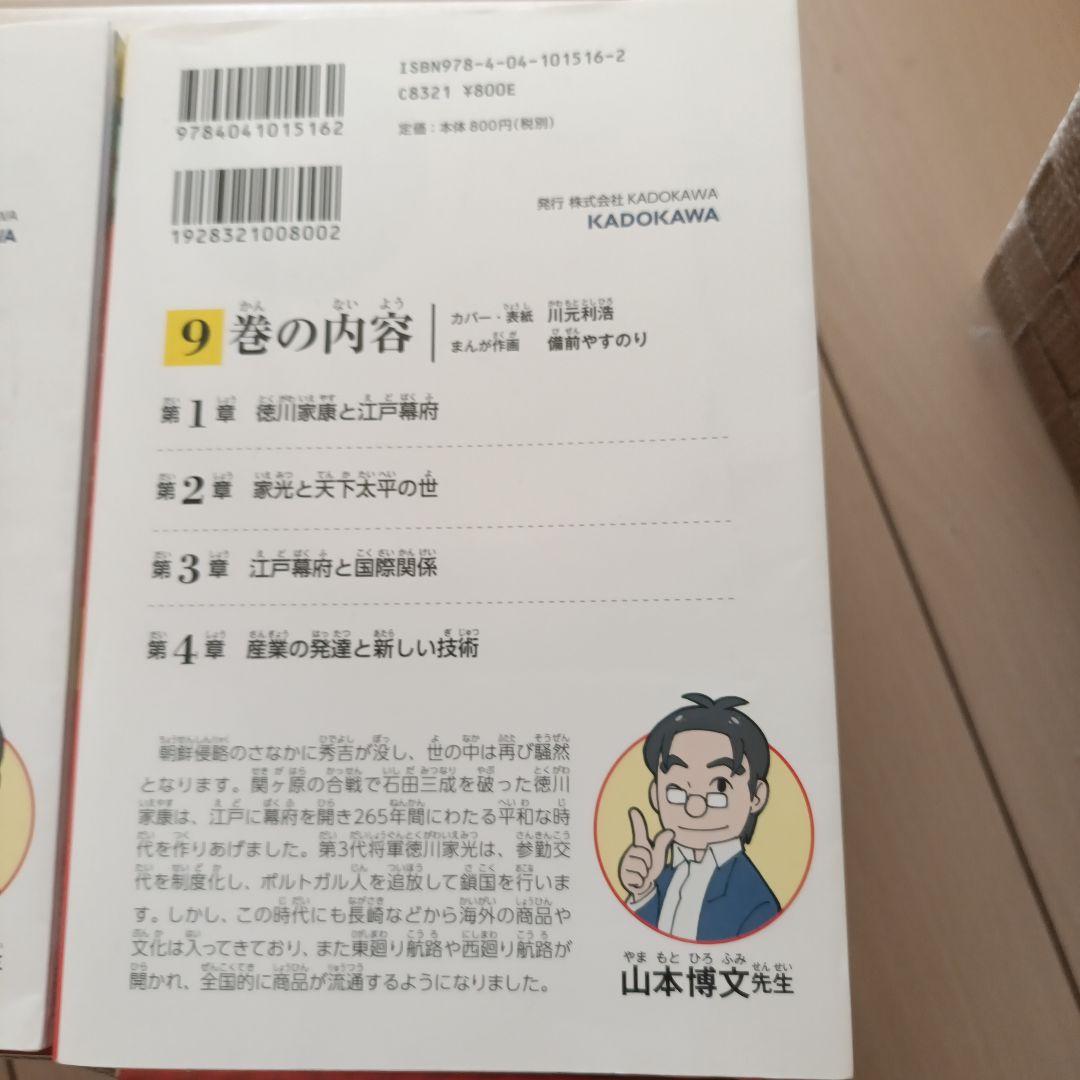 ISBN978-4-04-101516-2
C8321 ¥800E
定価：本体800円（税別）
9784041015162
1928321008002
発行 株式会社KADOKAWA
KADOKAWA
9巻の内容
カバー・表紙 川元利浩
まんが作画 備前やすのり
第1章 徳川家康と江戸幕府
第2章 家光と天下太平の世
第3章 江戸幕府と国際関係
第4章 産業の発達と新しい技術
朝鮮侵略のさなかに秀吉が没し、世の中は再び騒然
となります。関ヶ原の合戦で石田三成を破った徳川
家康は、江戸に幕府を開き265年間にわたる平和な時
代を作りあげました。第3代将軍徳川家光は、参勤交
代を制度化し、ポルトガル人を追放して鎖国を行いま
す。しかし、この時代にも長崎などから海外の商品や
文化は入ってきており、また東廻り航路や西廻り航路が
開かれ、全国的に商品が流通するようになりました。
山本博文先生